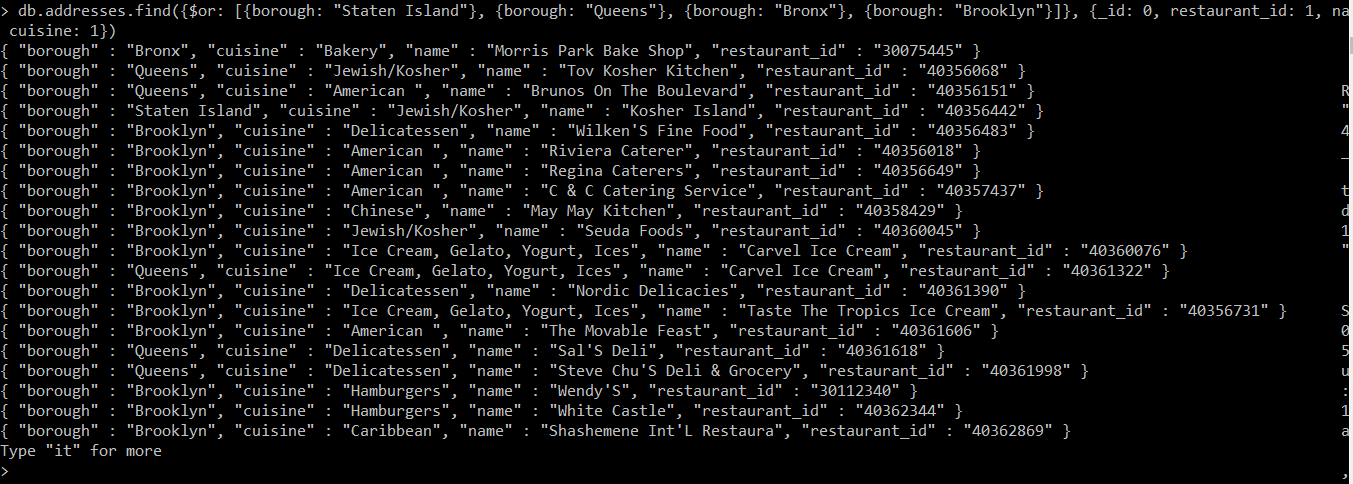 > db.addresses.find({$or: [{borough: "Staten Island"}, {borough: "Queens"}, {borough: "Bronx"}, {borough: "Brooklyn"}]}, {_id: 0, restaurant_id: 1, na
cuisine: 1})
{ "borough" : "Bronx", "cuisine" : "Bakery", "name" : "Morris Park Bake Shop", "restaurant_id" : "30075445" }
{ "borough" : "Queens", "cuisine" : "Jewish/Kosher", "name" : "Tov Kosher Kitchen", "restaurant_id" : "40356068" }
{ "borough" : "Queens", "cuisine" : "American ", "name" : "Brunos On The Boulevard", "restaurant_id" : "40356151" } R
{ "borough" : "Staten Island", "cuisine" : "Jewish/Kosher", "name" : "Kosher Island", "restaurant_id" : "40356442" } "
{ "borough" : "Brooklyn", "cuisine" : "Delicatessen", "name" : "Wilken'S Fine Food", "restaurant_id" : "40356483" } 4
{ "borough" : "Brooklyn", "cuisine" : "American ", "name" : "Riviera Caterer", "restaurant_id" : "40356018" } _
{ "borough" : "Brooklyn", "cuisine" : "American ", "name" : "Regina Caterers", "restaurant_id" : "40356649" }
{ "borough" : "Brooklyn", "cuisine" : "American ", "name" : "C & C Catering Service", "restaurant_id" : "40357437" } t
{ "borough" : "Brooklyn", "cuisine" : "Chinese", "name" : "May May Kitchen", "restaurant_id" : "40358429" } d
{ "borough" : "Brooklyn", "cuisine" : "Jewish/Kosher", "name" : "Seuda Foods", "restaurant_id" : "40360045" } 1
{ "borough" : "Brooklyn", "cuisine" : "Ice Cream, Gelato, Yogurt, Ices", "name" : "Carvel Ice Cream", "restaurant_id" : "40360076" } "
{ "borough" : "Queens", "cuisine" : "Ice Cream, Gelato, Yogurt, Ices", "name" : "Carvel Ice Cream", "restaurant_id" : "40361322" }
{ "borough" : "Brooklyn", "cuisine" : "Delicatessen", "name" : "Nordic Delicacies", "restaurant_id" : "40361390" }
{ "borough" : "Brooklyn", "cuisine" : "Ice Cream, Gelato, Yogurt, Ices", "name" : "Taste The Tropics Ice Cream", "restaurant_id" : "40356731" } S
{ "borough" : "Brooklyn", "cuisine" : "American ", "name" : "The Movable Feast", "restaurant_id" : "40361606" } 0
{ "borough" : "Queens", "cuisine" : "Delicatessen", "name" : "Sal'S Deli", "restaurant_id" : "40361618" } 5
{ "borough" : "Queens", "cuisine" : "Delicatessen", "name" : "Steve Chu'S Deli & Grocery", "restaurant_id" : "40361998" } u
{ "borough" : "Brooklyn", "cuisine" : "Hamburgers", "name" : "Wendy'S", "restaurant_id" : "30112340" } :
{ "borough" : "Brooklyn", "cuisine" : "Hamburgers", "name" : "White Castle", "restaurant_id" : "40362344" } 1
{ "borough" : "Brooklyn", "cuisine" : "Caribbean", "name" : "Shashemene Int'L Restaura", "restaurant_id" : "40362869" } a
Type "it" for more
> ,